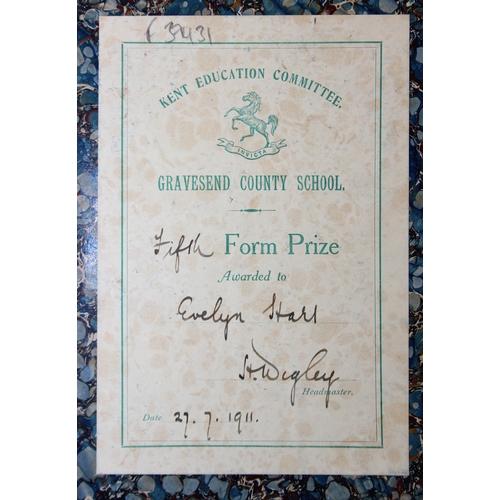 KENT EDUCATION COMMITTEE.
INVICTA
GRAVESEND COUNTY SCHOOL.
Fifth Form Prize
Awarded to
Evelyn Hart
H. Wigley
Headmaster.
Date 27. 7. 1911.